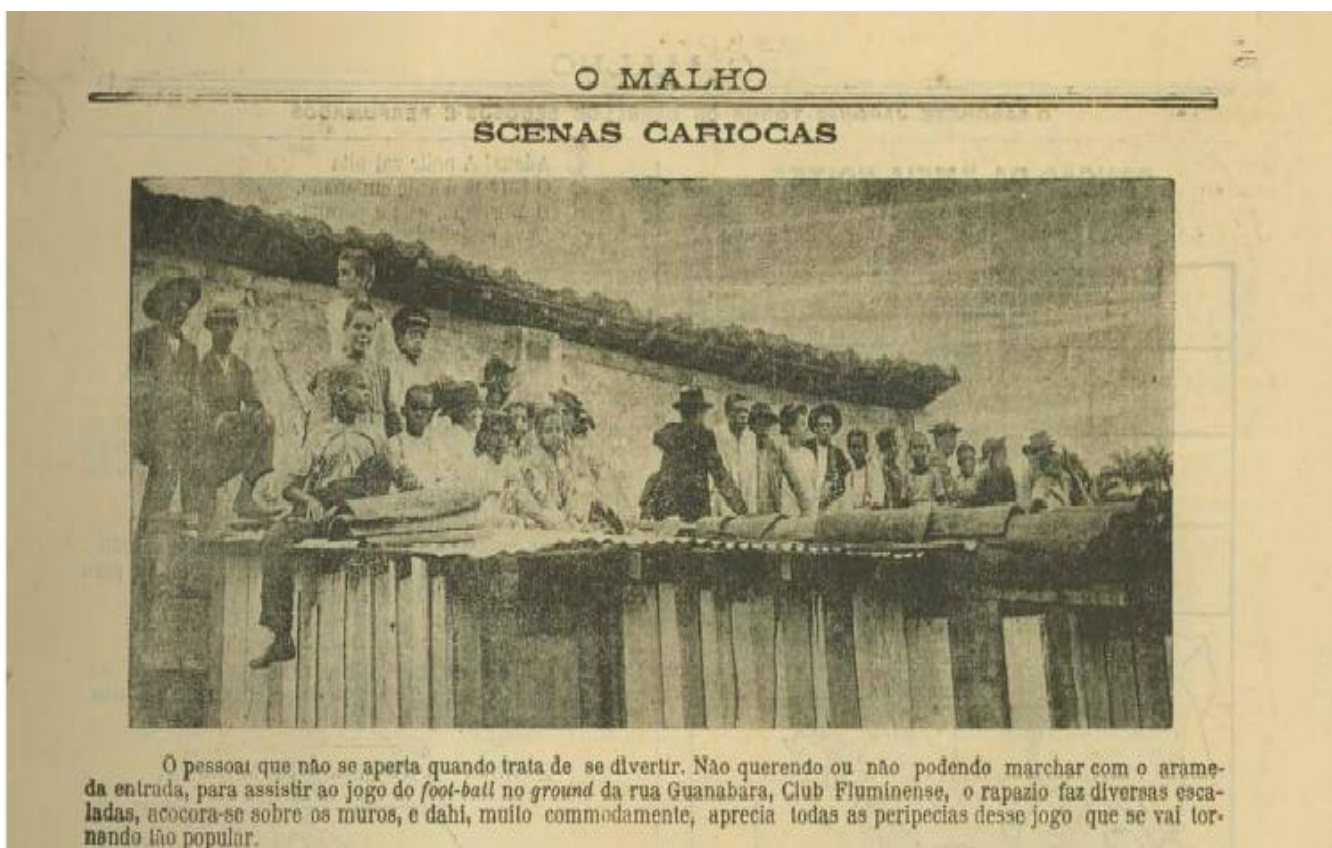 O MALHO
SCENAS CARIOCAS
O pessoal que não se aperta quando trata de se divertir. Não querendo ou não podendo marchar com o arame-
da entrada, para assistir ao jogo do foot-ball no ground da rua Guanabara, Club Fluminense, o rapazio faz diversas esca-
ladas, acocora-se sobre os muros, e dahi, muito commodamente, aprecia todas as peripecias desse jogo que se vai tor-
nando tão popular.